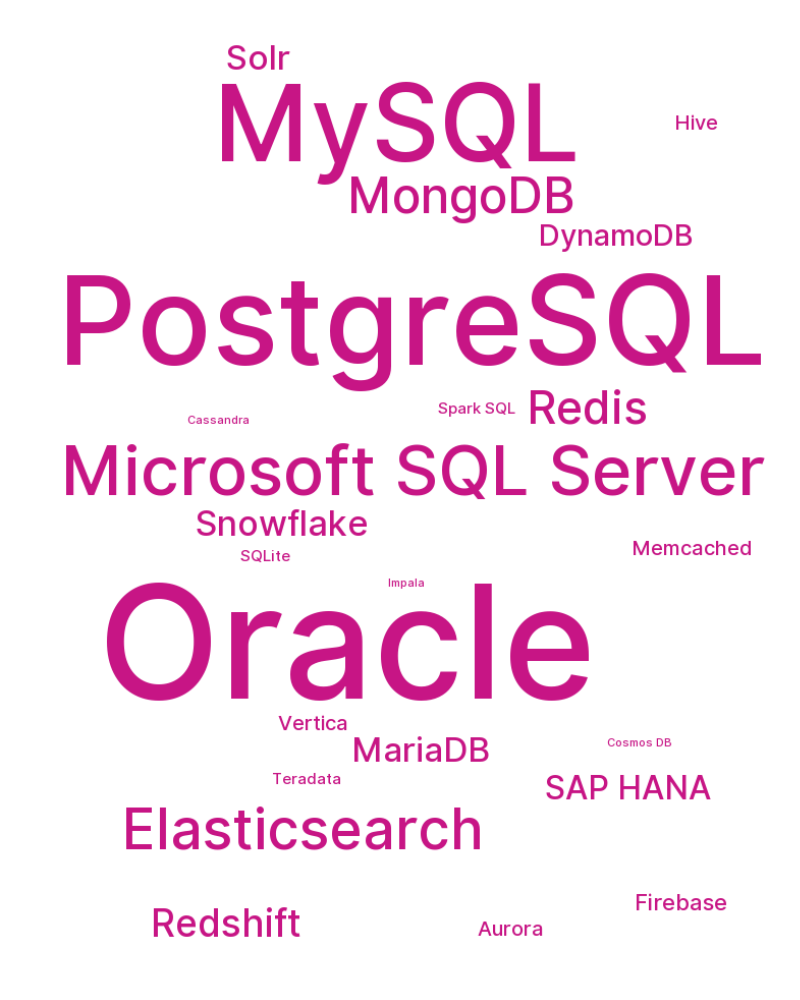 Solr
MySQL
Hive
MongoDB
DynamoDB
PostgreSQL
Redis
Spark SQL
Cassandra
Microsoft SQL Server
Snowflake
Memcached
SQLite
Impala
Oracle
Vertica
Cosmos DB
MariaDB
Teradata
SAP HANA
Elasticsearch
Firebase
Redshift
Aurora